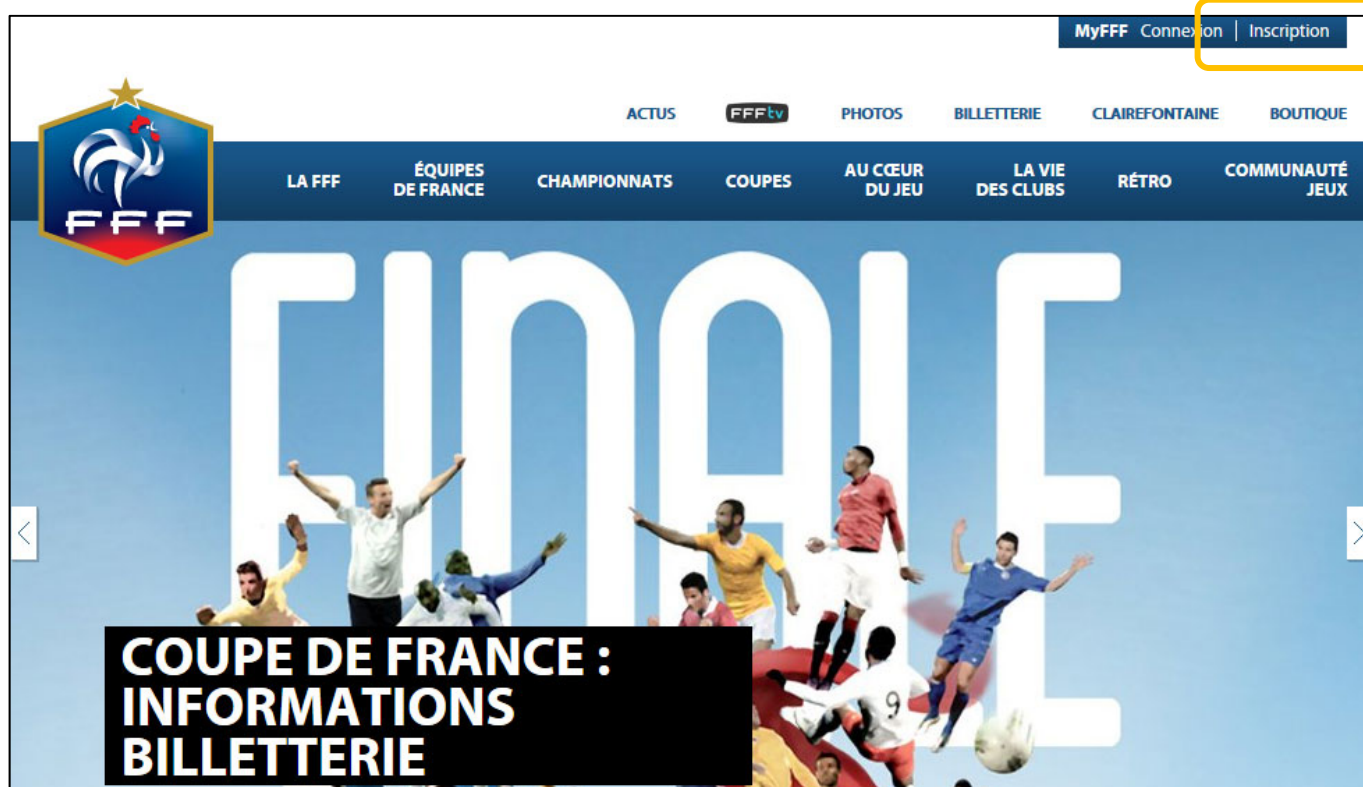 MyFFF Connexion | Inscription
ACTUS FFFtv PHOTOS BILLETTERIE CLAIREFONTAINE BOUTIQUE
LA FFF ÉQUIPES DE FRANCE CHAMPIONNATS COUPES AU CŒUR DU JEU LA VIE DES CLUBS RÉTRO COMMUNAUTÉ JEUX
FFF
FINALE
9
COUPE DE FRANCE :
INFORMATIONS
BILLETTERIE